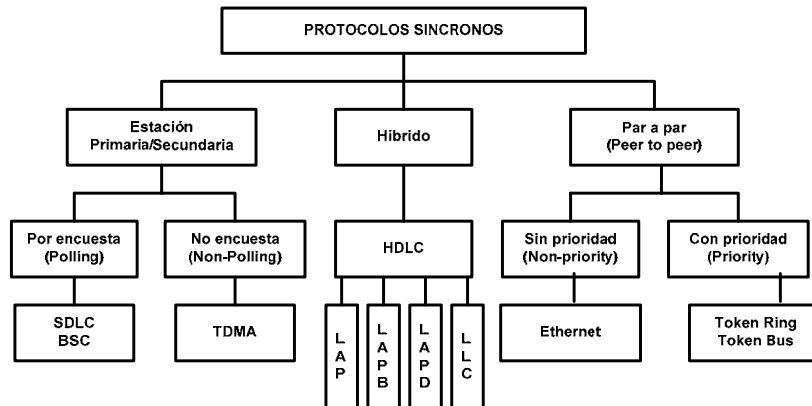 PROTOCOLOS SINCRONOS
Estación
Primaria/Secundaria
Hibrido
Par a par
(Peer to peer)
Por encuesta
(Polling)
No encuesta
(Non-Polling)
HDLC
Sin prioridad
(Non-priority)
Con prioridad
(Priority)
SDLC
BSC
TDMA
LAP
LAPB
LAPD
LLC
Ethernet
Token Ring
Token Bus